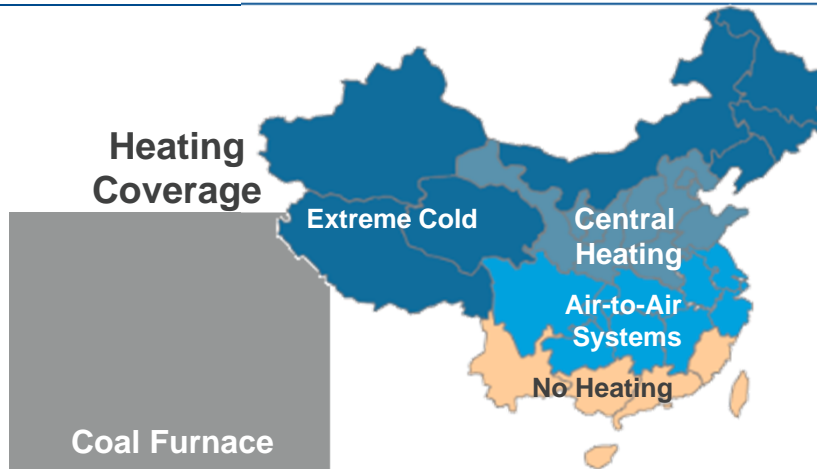 Heating
Coverage
Extreme Cold
Central
Heating
Air-to-Air
Systems
No Heating
Coal Furnace